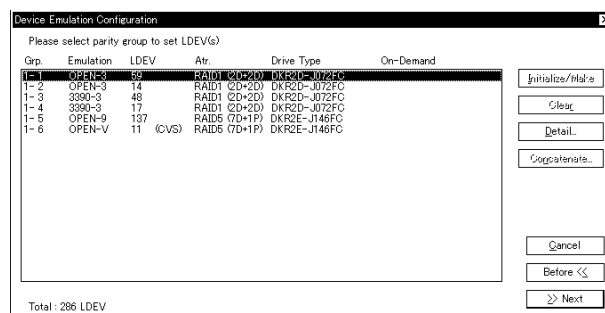 Device Emulation Configuration
Please select parity group to set LDEV(s)
Grp. Emulation LDEV Atr. Drive Type On-Demand
1- 1 OPEN-3 59 RAID1 (2D+2D) DKR2D-J072FC
1- 2 OPEN-3 14 RAID1 (2D+2D) DKR2D-J072FC
1- 3 3390-3 48 RAID1 (2D+2D) DKR2D-J072FC
1- 4 3390-3 17 RAID1 (2D+2D) DKR2D-J072FC
1- 5 OPEN-9 137 RAID5 (7D+1P) DKR2E-J146FC
1- 6 OPEN-V 11 (CVS) RAID5 (7D+1P) DKR2E-J146FC
Initialize/Make
Clear
Detail...
Concatenate...
Cancel
Before <<
>> Next
Total : 286 LDEV